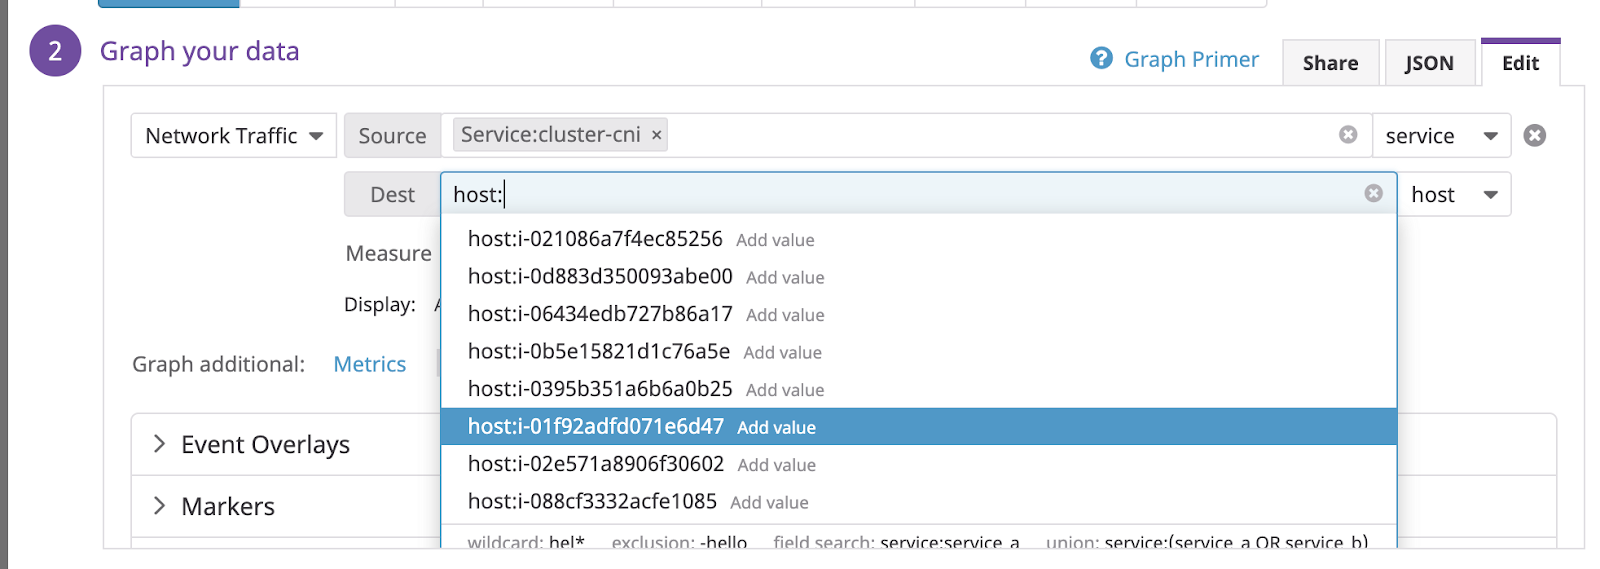 2 Graph your data
Graph Primer Share JSON Edit
Network Traffic Source Service:cluster-cni × service
Dest host: host
host:i-021086a7f4ec85256 Add value
Measure
host:i-0d883d350093abe00 Add value
Display:
host:i-06434edb727b86a17 Add value
host:i-0b5e15821d1c76a5e Add value
Graph additional: Metrics
host:i-0395b351a6b6a0b25 Add value
host:i-01f92adfd071e6d47 Add value
Event Overlays
host:i-02e571a8906f30602 Add value
host:i-088cf3332acfe1085 Add value
Markers
wildcard: hel* exclusion: -hello field search: service:service_a union: service:(service_a OR service_b)